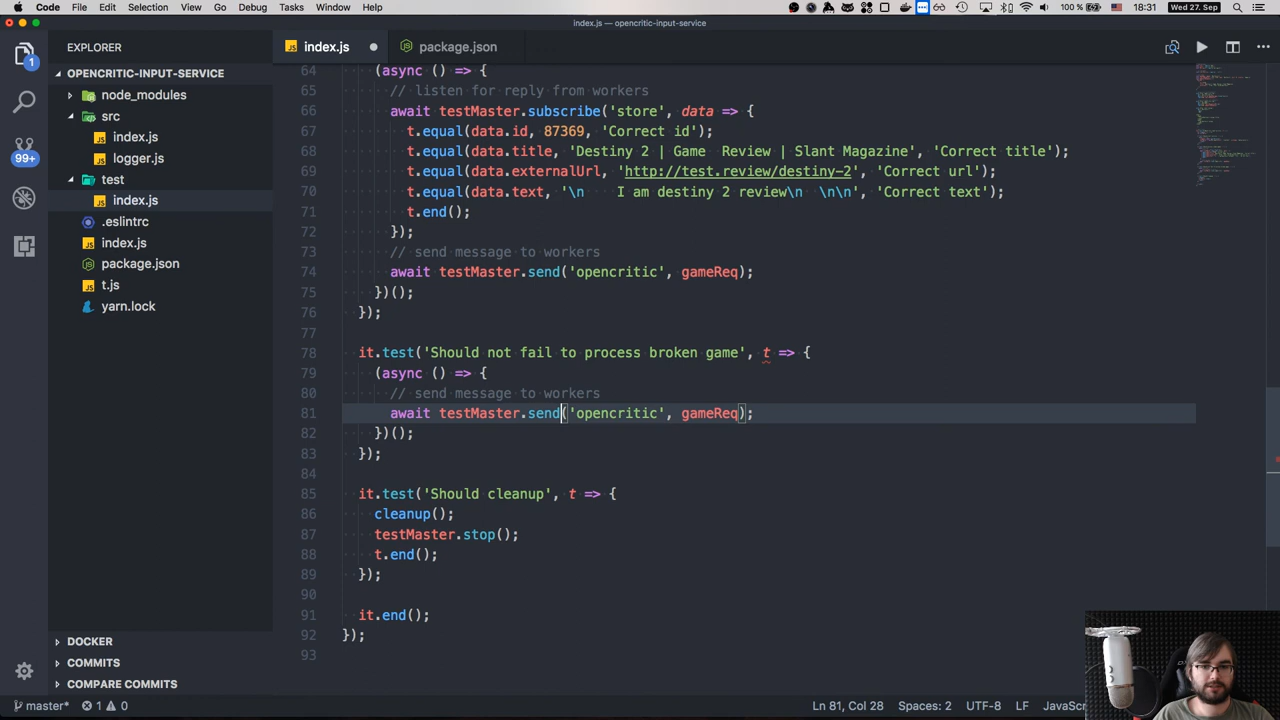 Code File Edit Selection View Go Debug Tasks Window Help 100 % 18:31 Wed 27. Sep
index.js — opencritic-input-service
EXPLORER
index.js
package.json
OPENCRITIC-INPUT-SERVICE
node_modules
src
index.js
logger.js
test
index.js
.eslintrc
index.js
package.json
t.js
yarn.lock
DOCKER
COMMITS
COMPARE COMMITS
1
99+
64 (async () => {
65 // listen for reply from workers
66 await testMaster.subscribe('store', data => {
67 t.equal(data.id, 87369, 'Correct id');
68 t.equal(data.title, 'Destiny 2 | Game Review | Slant Magazine', 'Correct title');
69 t.equal(data.externalUrl, 'http://test.review/destiny-2', 'Correct url');
70 t.equal(data.text, '\n I am destiny 2 review\n \n\n', 'Correct text');
71 t.end();
72 });
73 // send message to workers
74 await testMaster.send('opencritic', gameReq);
75 })();
76 });
77
78 it.test('Should not fail to process broken game', t => {
79 (async () => {
80 // send message to workers
81 await testMaster.send('opencritic', gameReq);
82 })();
83 });
84
85 it.test('Should cleanup', t => {
86 cleanup();
87 testMaster.stop();
88 t.end();
89 });
90
91 it.end();
92 });
93
master* 1 0 Ln 81, Col 28 Spaces: 2 UTF-8 LF JavaSc